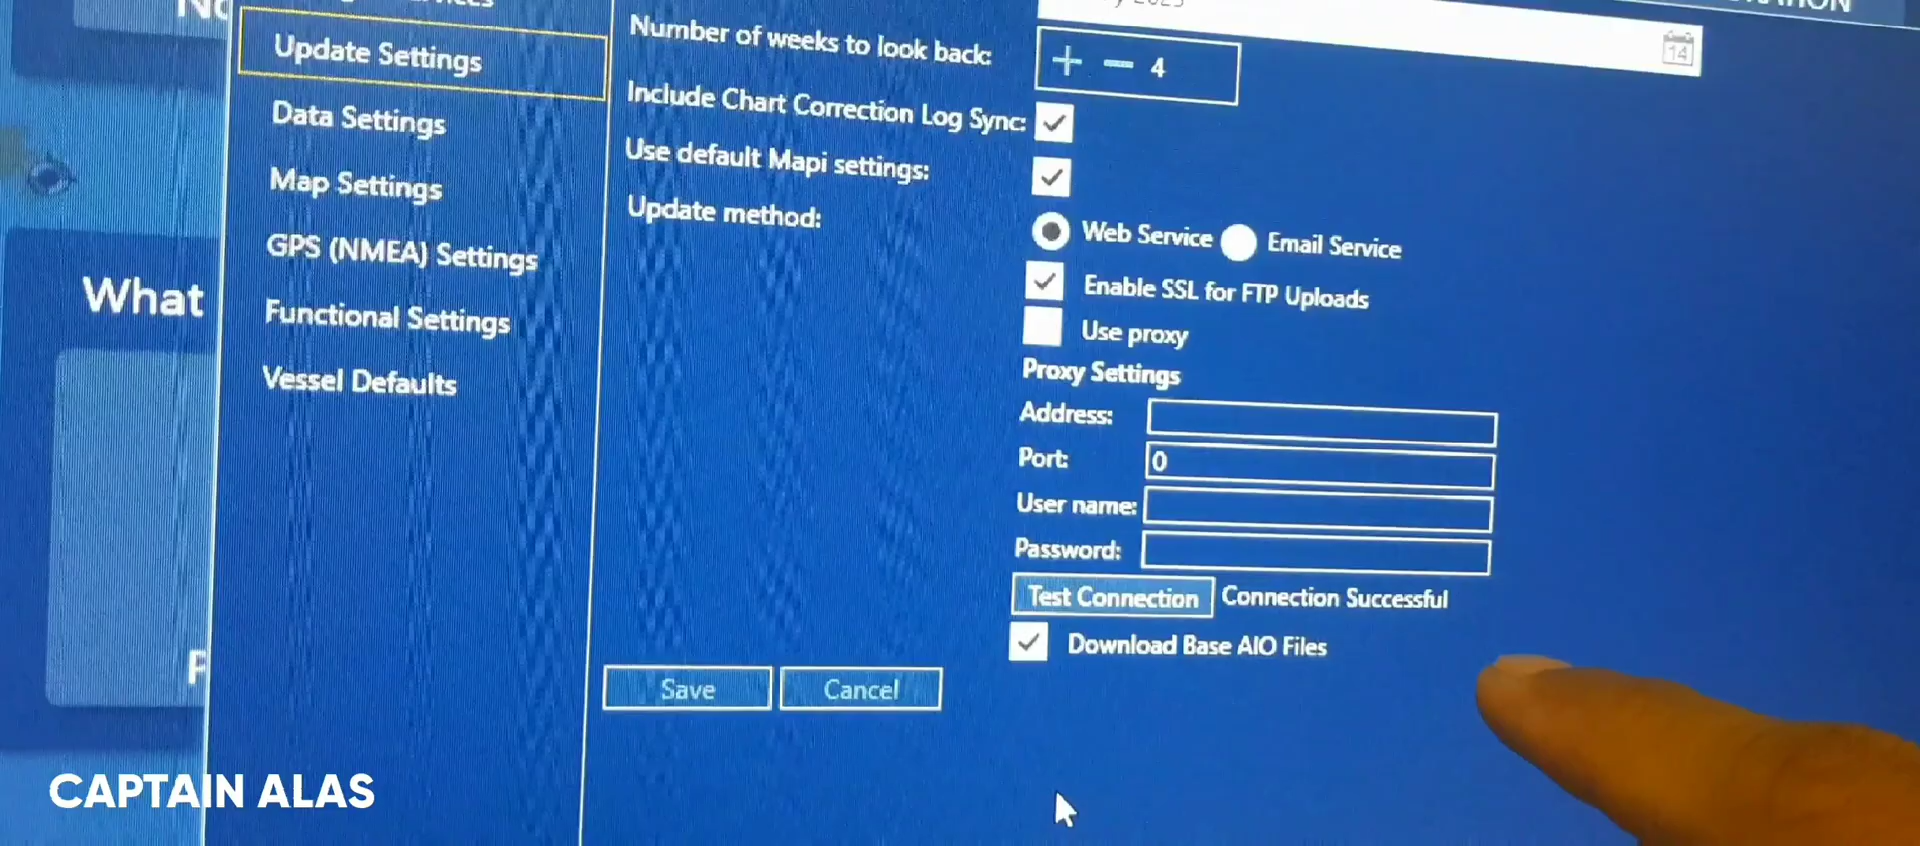 Update Settings
Data Settings
Map Settings
GPS (NMEA) Settings
Functional Settings
Vessel Defaults
Number of weeks to look back:
+ − 4
14
Include Chart Correction Log Sync:
Use default Mapi settings:
Update method:
Web Service Email Service
Enable SSL for FTP Uploads
Use proxy
Proxy Settings
Address:
Port: 0
User name:
Password:
Test Connection Connection Successful
Download Base AIO Files
Save Cancel
What
CAPTAIN ALAS